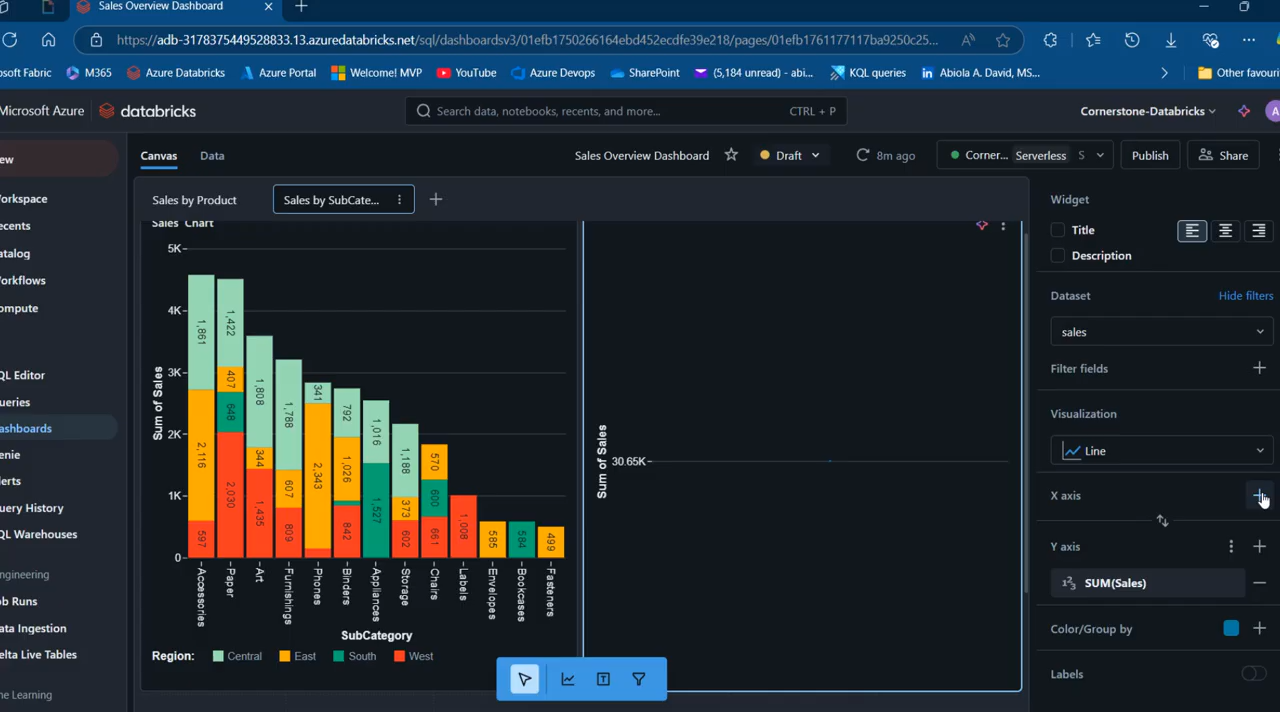 Sales Overview Dashboard
https://adb-3178375449528833.13.azuredatabricks.net/sql/dashboardsv3/01efb1750266164ebd452ecdfe39e218/pages/01efb1761177117ba9250c25...
osoft Fabric M365 Azure Databricks Azure Portal Welcome! MVP YouTube Azure Devops SharePoint (5,184 unread) - abi... KQL queries Abiola A. David, MS... Other favouri
Microsoft Azure databricks Search data, notebooks, recents, and more... CTRL + P Cornerstone-Databricks A
ew
orkspace
ecents
atalog
orkflows
ompute
QL Editor
ueries
ashboards
enie
lerts
uery History
QL Warehouses
ngineering
ob Runs
ata Ingestion
elta Live Tables
ne Learning
Canvas Data Sales Overview Dashboard Draft 8m ago Corner... Serverless S Publish Share
Sales by Product Sales by SubCate...
Sales Chart
Sum of Sales
5K
4K
3K
2K
1K
0
1,861
2,116
597
1,422
407
648
2,030
1,808
344
1,435
1,788
607
809
341
2,343
792
1,026
842
1,016
1,527
1,188
373
602
570
600
661
1,008
585
584
499
Accessories
Paper
Art
Furnishings
Phones
Binders
Appliances
Storage
Chairs
Labels
Envelopes
Bookcases
Fasteners
SubCategory
Region: Central East South West
Sum of Sales
30.65K
Widget
Title
Description
Dataset Hide filters
sales
Filter fields
Visualization
Line
X axis
Y axis
123 SUM(Sales)
Color/Group by
Labels